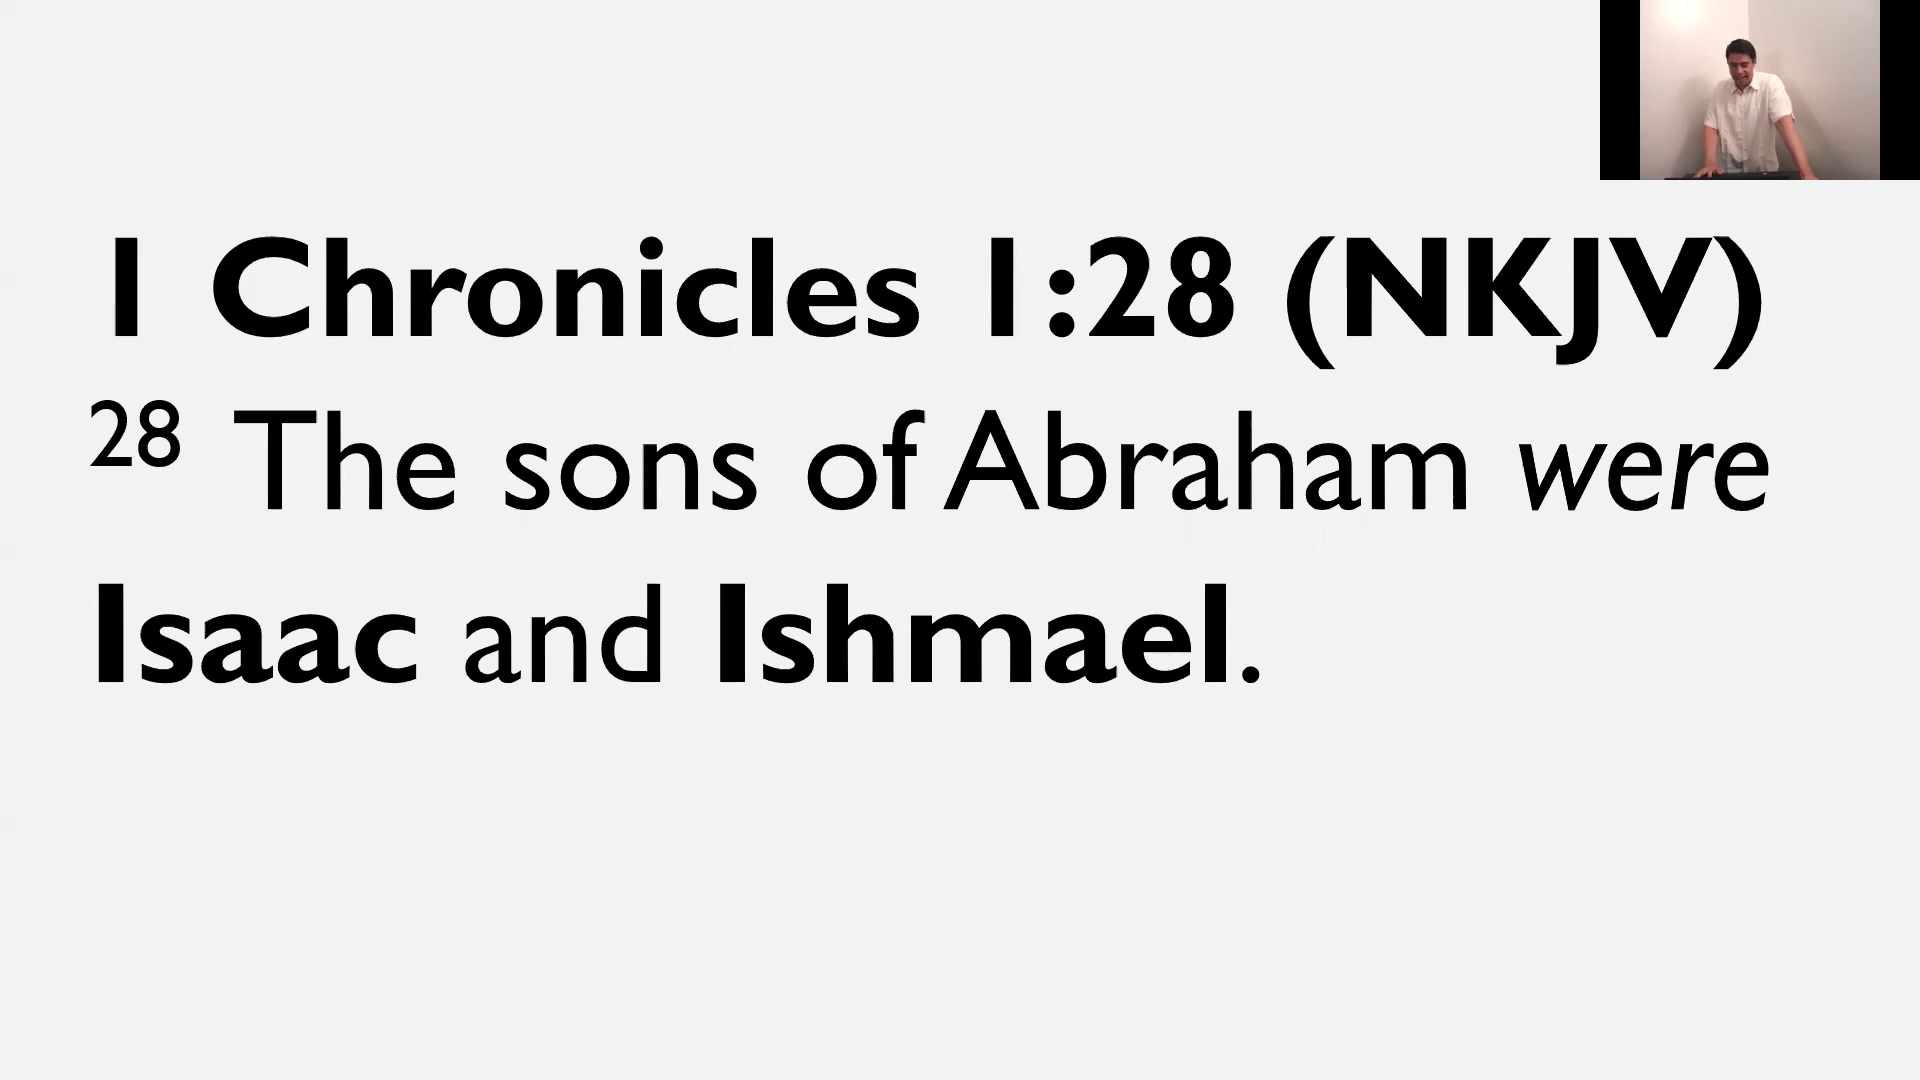 1 Chronicles 1:28 (NKJV)
28 The sons of Abraham were
Isaac and Ishmael.